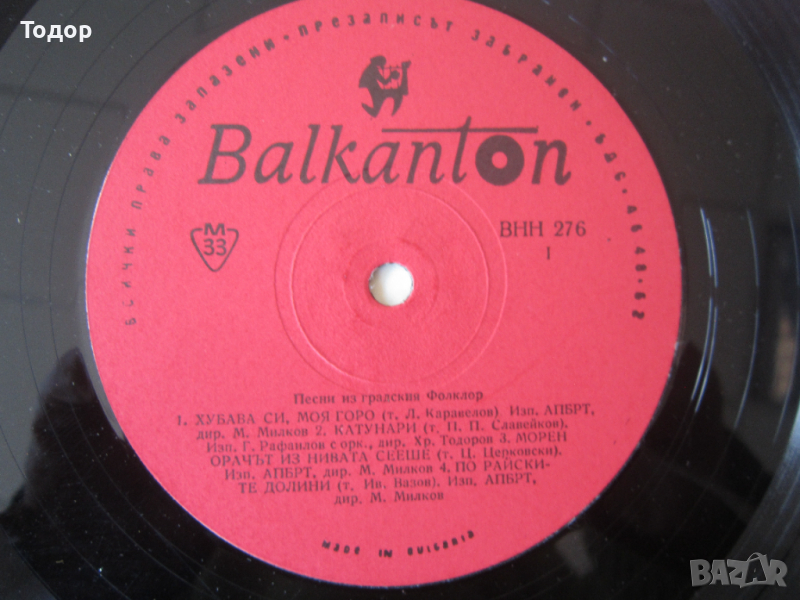 Тодор
ВСИЧКИ ПРАВА ЗАПАЗЕНИ · ПРЕЗАПИСЪТ ЗАБРАНЕН · БДС · 4848-62
Balkanton
M
33
ВНН 276
I
Песни из градския Фолклор
1. ХУБАВА СИ, МОЯ ГОРО (т. Л. Каравелов) Изп. АПБРТ,
дир. М. Милков 2. КАТУНАРИ (т. П. П. Славейков).
Изп. Г. Рафаилов с орк., дир. Хр. Тодоров 3. МОРЕН
ОРАЧЪТ ИЗ НИВАТА СЕЕШЕ (т. Ц. Церковски).
Изп. АПБРТ, дир. М. Милков 4. ПО РАЙСКИ-
ТЕ ДОЛИНИ (т. Ив. Вазов). Изп. АПБРТ,
дир. М. Милков
MADE IN BULGARIA
BAZAR